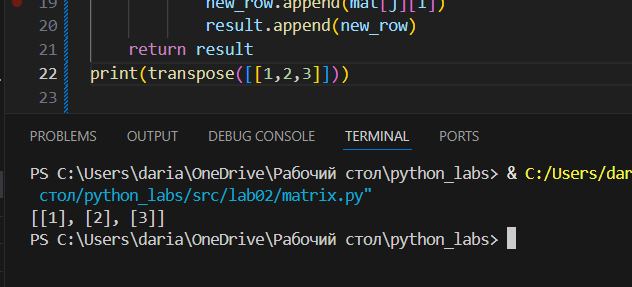 19 new_row.append(mat[j][i])
20 result.append(new_row)
21 return result
22 print(transpose([[1,2,3]]))
23
PROBLEMS OUTPUT DEBUG CONSOLE TERMINAL PORTS
PS C:\Users\daria\OneDrive\Рабочий стол\python_labs> & C:/Users/dar
стол/python_labs/src/lab02/matrix.py"
[[1], [2], [3]]
PS C:\Users\daria\OneDrive\Рабочий стол\python_labs>